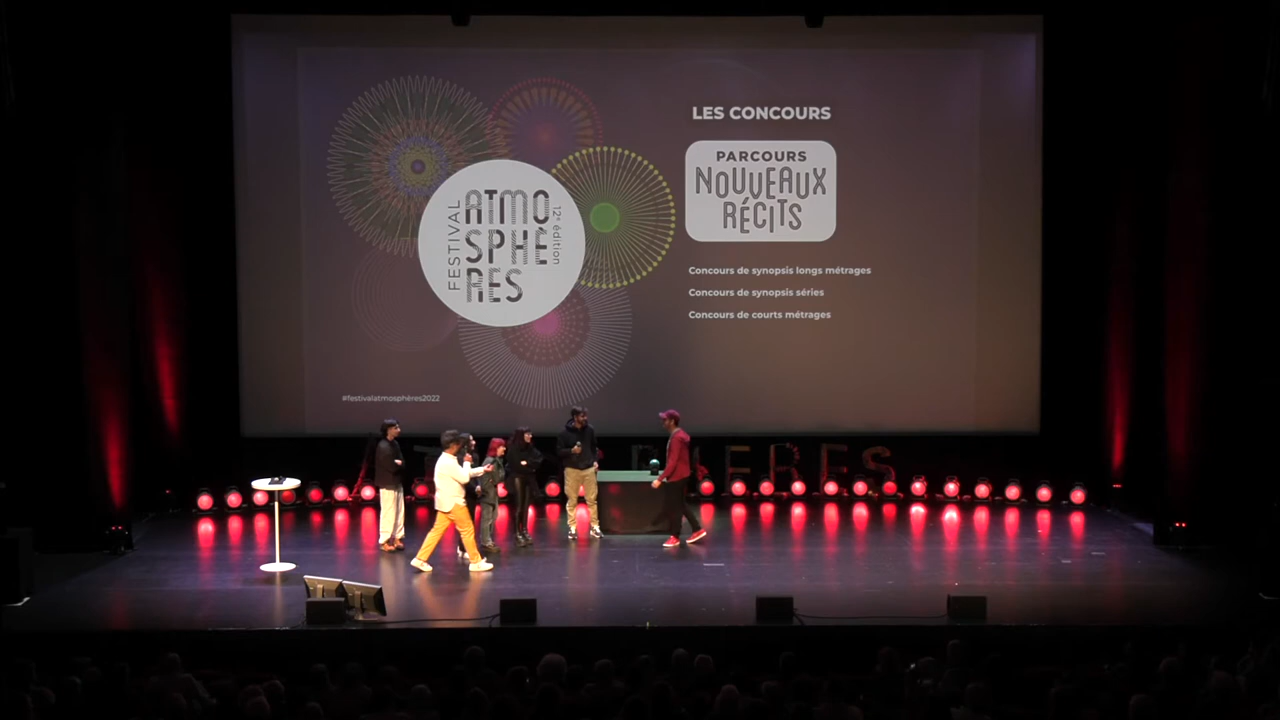 FESTIVAL
ATMO
SPHÈ
RES
12e édition
LES CONCOURS
PARCOURS
NOUVEAUX
RÉCITS
Concours de synopsis longs métrages
Concours de synopsis séries
Concours de courts métrages
#festivalatmosphères2022